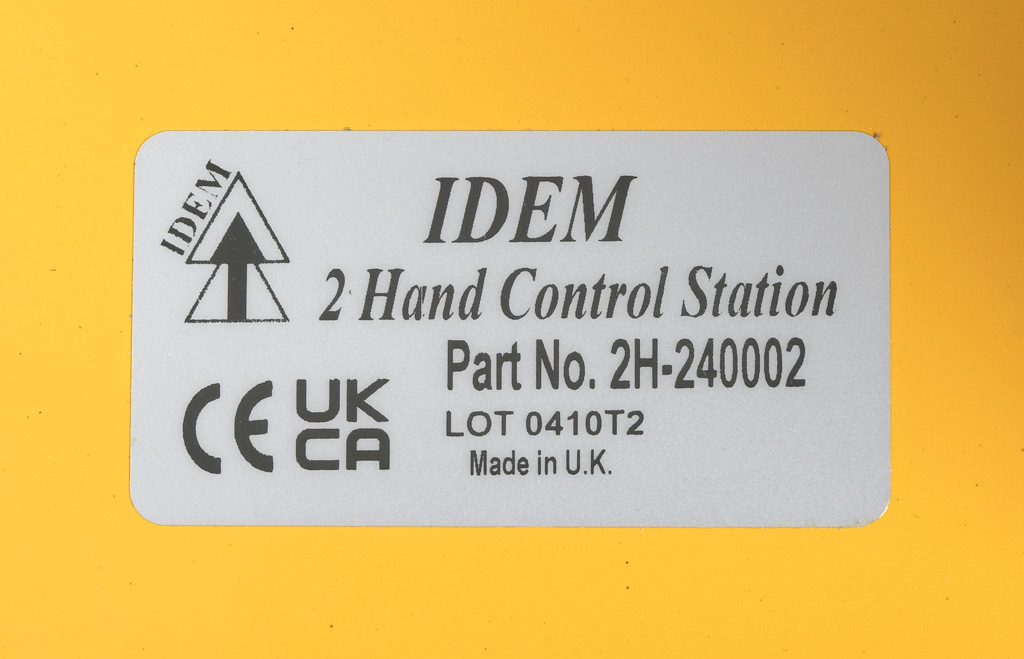 IDEM
IDEM
2 Hand Control Station
Part No. 2H-240002
LOT 0410T2
Made in U.K.
CE
UK
CA